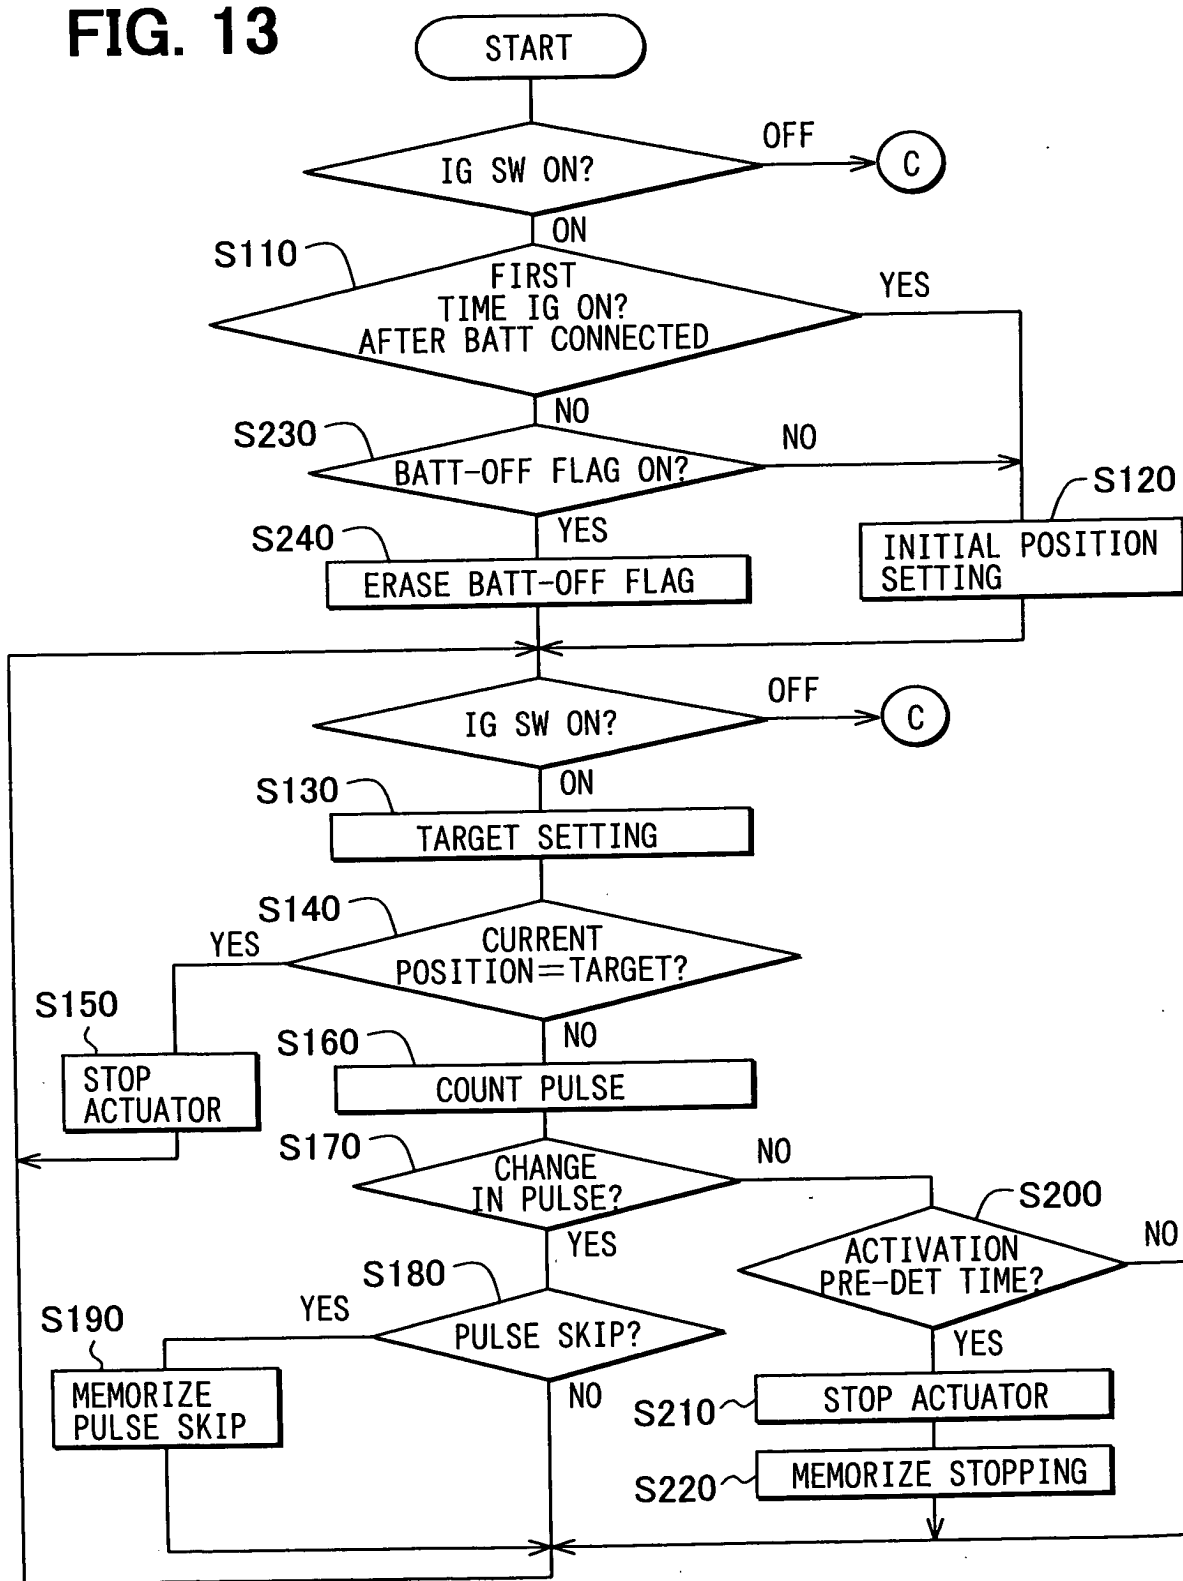 FIG. 13
START
IG SW ON?
OFF
C
ON
S110
FIRST
TIME IG ON?
AFTER BATT CONNECTED
YES
NO
S230
BATT-OFF FLAG ON?
NO
S120
INITIAL POSITION
SETTING
YES
S240
ERASE BATT-OFF FLAG
IG SW ON?
OFF
C
ON
S130
TARGET SETTING
S140
CURRENT
POSITION=TARGET?
YES
S150
STOP
ACTUATOR
NO
S160
COUNT PULSE
S170
CHANGE
IN PULSE?
NO
S200
ACTIVATION
PRE-DET TIME?
NO
YES
S180
PULSE SKIP?
YES
S190
MEMORIZE
PULSE SKIP
NO
YES
S210
STOP ACTUATOR
S220
MEMORIZE STOPPING